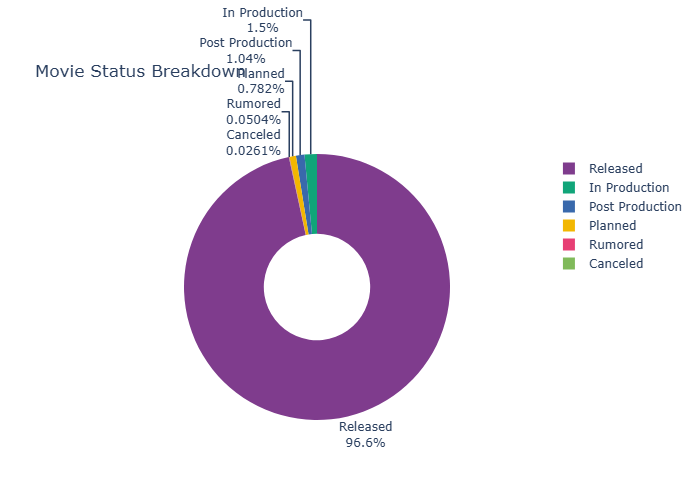 In Production
1.5%
Post Production
1.04%
Movie Status Breakdown
Planned
0.782%
Rumored
0.0504%
Canceled
0.0261%
Released
96.6%
Released
In Production
Post Production
Planned
Rumored
Canceled